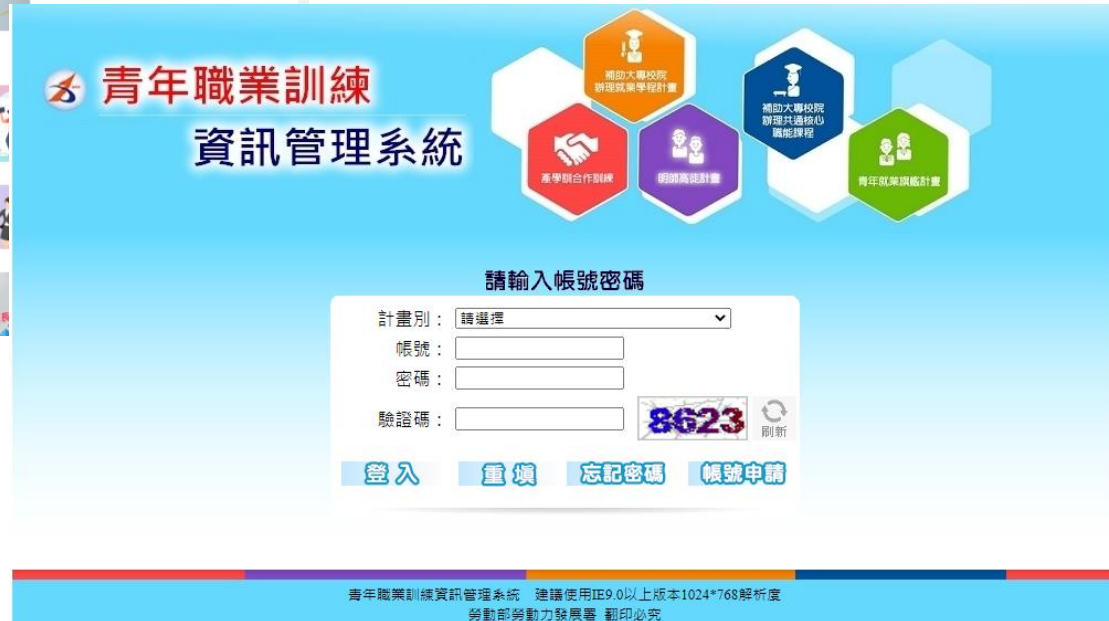 青年職業訓練
資訊管理系統
補助大專校院
辦理就業學程計畫
補助大專校院
辦理共通核心
職能課程
產學訓合作訓練
明師高徒計畫
青年就業旗艦計畫
請輸入帳號密碼
計畫別： 請選擇
帳號：
密碼：
驗證碼： 8623 刷新
登入 重填 忘記密碼 帳號申請
青年職業訓練資訊管理系統 建議使用IE9.0以上版本1024*768解析度
勞動部勞動力發展署 翻印必究